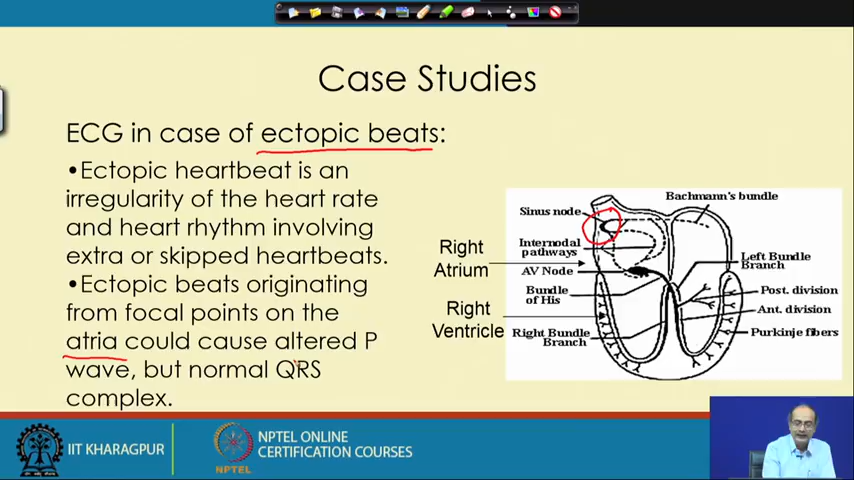 Case Studies
ECG in case of ectopic beats:
•Ectopic heartbeat is an
irregularity of the heart rate
and heart rhythm involving
extra or skipped heartbeats.
•Ectopic beats originating
from focal points on the
atria could cause altered P
wave, but normal QRS
complex.
Right
Atrium
Right
Ventricle
Sinus node
Internodal
pathways
AV Node
Bundle
of His
Right Bundle
Branch
Bachmann's bundle
Left Bundle
Branch
Post. division
Ant. division
Purkinje fibers
IIT KHARAGPUR
NPTEL
NPTEL ONLINE
CERTIFICATION COURSES